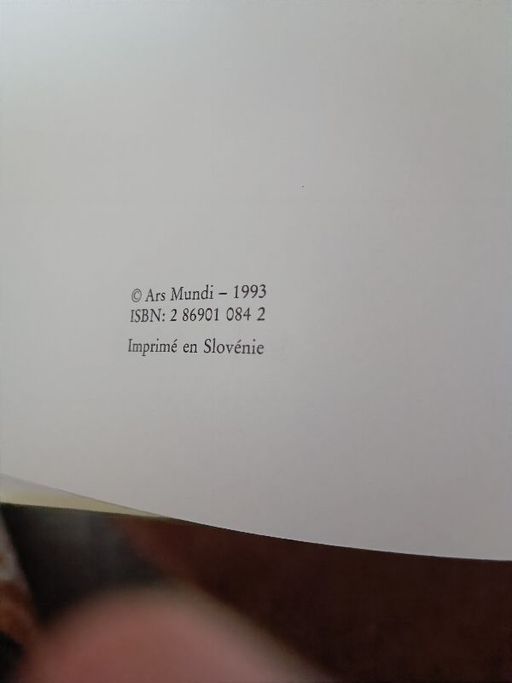 © Ars Mundi – 1993
ISBN: 2 86901 084 2
Imprimé en Slovénie